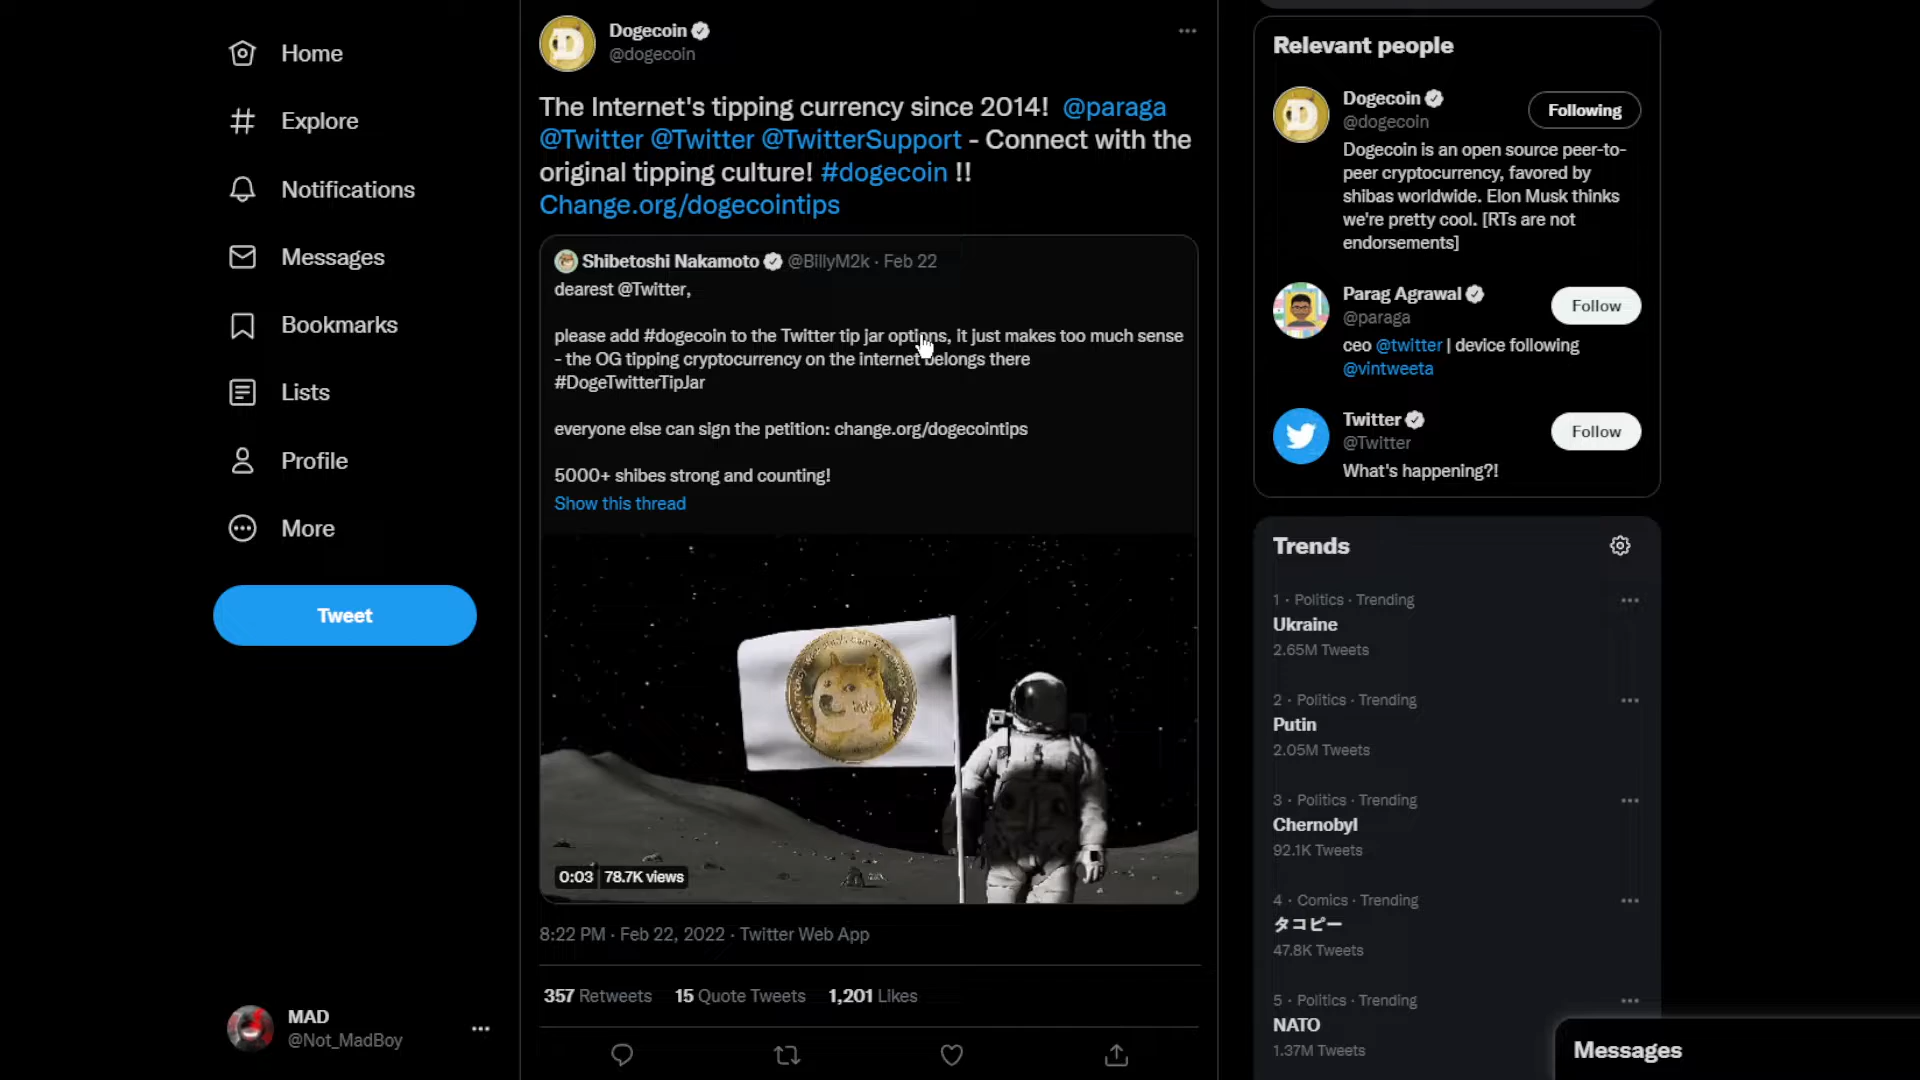 Home
Explore
Notifications
Messages
Bookmarks
Lists
Profile
More
Tweet
MAD
@Not_MadBoy
Dogecoin
@dogecoin
The Internet's tipping currency since 2014! @paraga
@Twitter @Twitter @TwitterSupport - Connect with the
original tipping culture! #dogecoin !!
Change.org/dogecointips
Shibetoshi Nakamoto @BillyM2k · Feb 22
dearest @Twitter,
please add #dogecoin to the Twitter tip jar options, it just makes too much sense
- the OG tipping cryptocurrency on the internet belongs there
#DogeTwitterTipJar
everyone else can sign the petition: change.org/dogecointips
5000+ shibes strong and counting!
Show this thread
WOW
0:03 78.7K views
8:22 PM · Feb 22, 2022 · Twitter Web App
357 Retweets 15 Quote Tweets 1,201 Likes
Relevant people
Dogecoin
@dogecoin
Following
Dogecoin is an open source peer-to-
peer cryptocurrency, favored by
shibas worldwide. Elon Musk thinks
we're pretty cool. [RTs are not
endorsements]
Parag Agrawal
@paraga
Follow
ceo @twitter | device following
@vintweeta
Twitter
@Twitter
Follow
What's happening?!
Trends
1 · Politics · Trending
Ukraine
2.65M Tweets
2 · Politics · Trending
Putin
2.05M Tweets
3 · Politics · Trending
Chernobyl
92.1K Tweets
4 · Comics · Trending
タコピー
47.8K Tweets
5 · Politics · Trending
NATO
1.37M Tweets
Messages